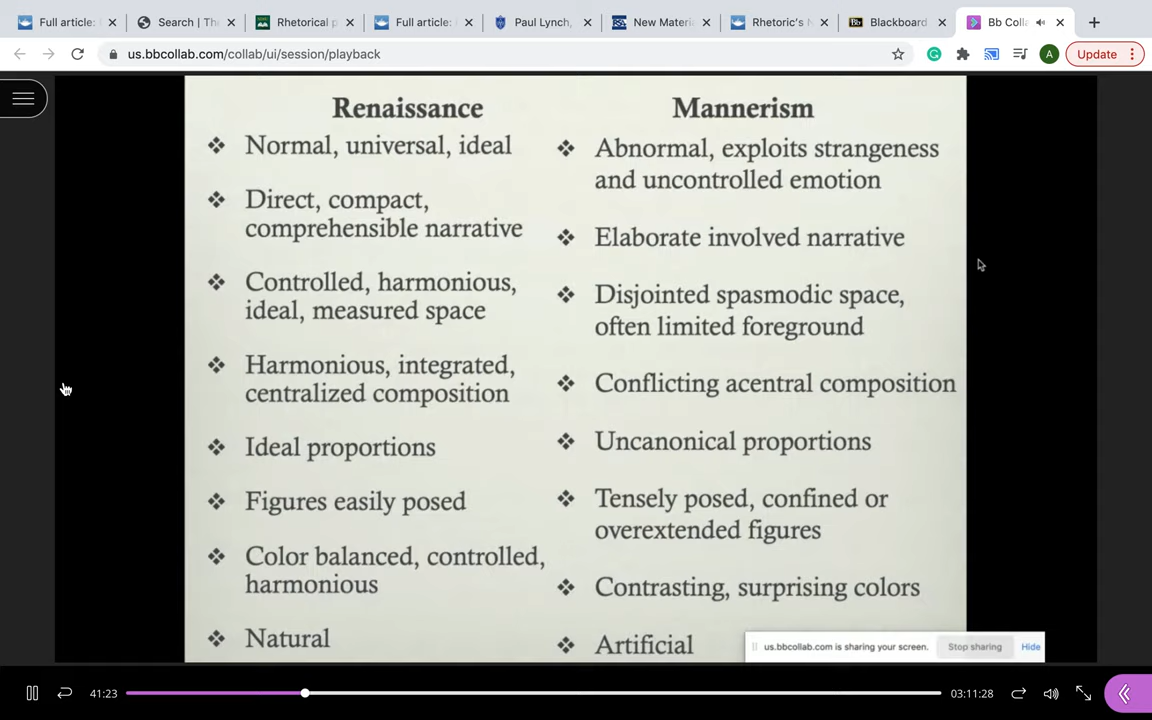 Full article:
Search | The
Rhetorical p
Full article:
Paul Lynch,
New Materi
Rhetoric's N
Bb
Blackboard
Bb Colla
us.bbcollab.com/collab/ui/session/playback
A
Update
Renaissance
Normal, universal, ideal
Direct, compact,
comprehensible narrative
Controlled, harmonious,
ideal, measured space
Harmonious, integrated,
centralized composition
Ideal proportions
Figures easily posed
Color balanced, controlled,
harmonious
Natural
Mannerism
Abnormal, exploits strangeness
and uncontrolled emotion
Elaborate involved narrative
Disjointed spasmodic space,
often limited foreground
Conflicting acentral composition
Uncanonical proportions
Tensely posed, confined or
overextended figures
Contrasting, surprising colors
Artificial
us.bbcollab.com is sharing your screen.
Stop sharing
Hide
41:23
03:11:28